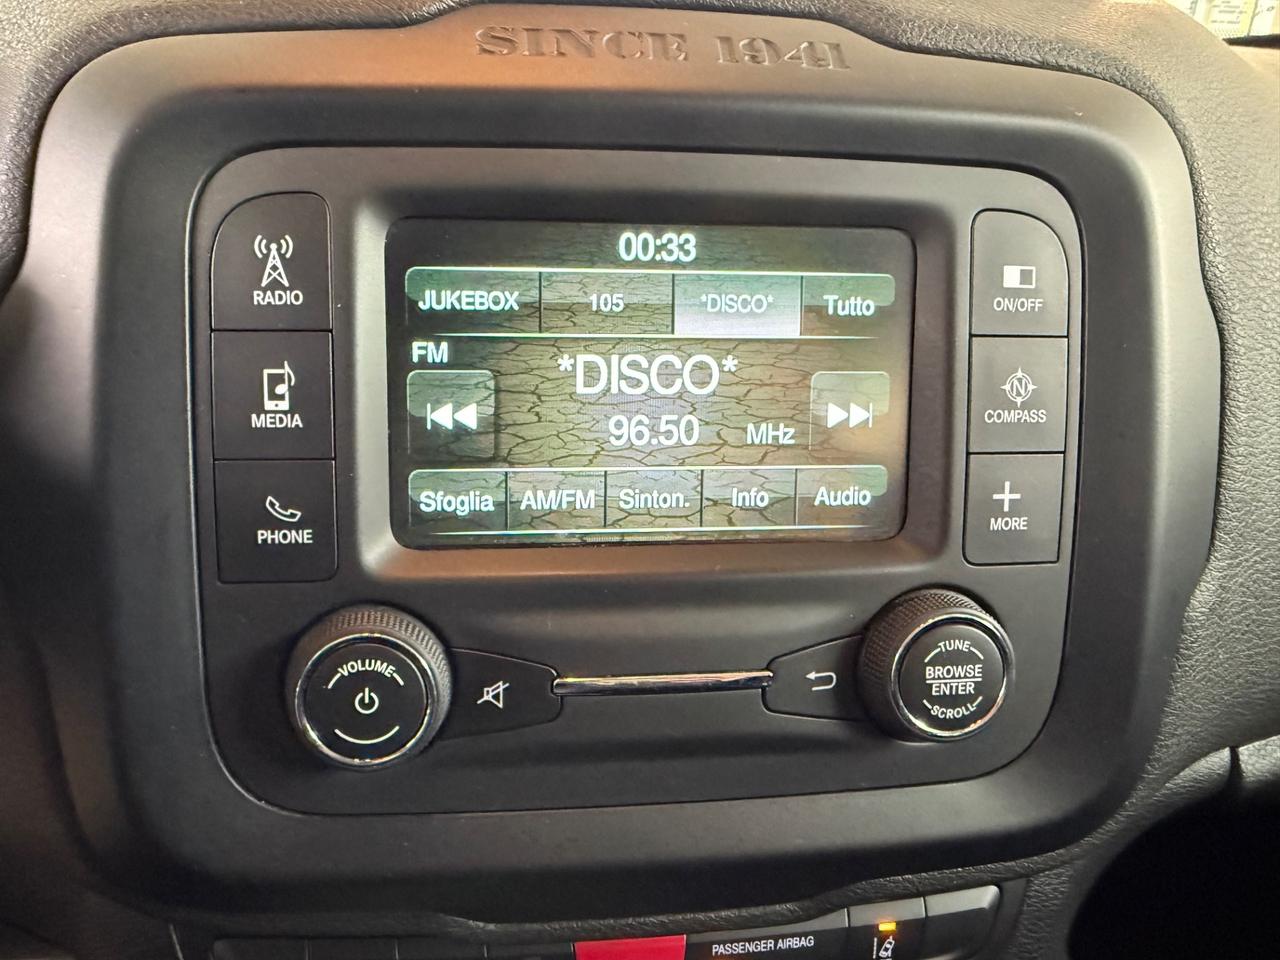 SINCE 1941
00:33
JUKEBOX 105 *DISCO* Tutto
FM
*DISCO*
96.50 MHz
Sfoglia AM/FM Sinton. Info Audio
RADIO
MEDIA
PHONE
ON/OFF
N
COMPASS
MORE
VOLUME
TUNE
BROWSE
ENTER
SCROLL
PASSENGER AIRBAG